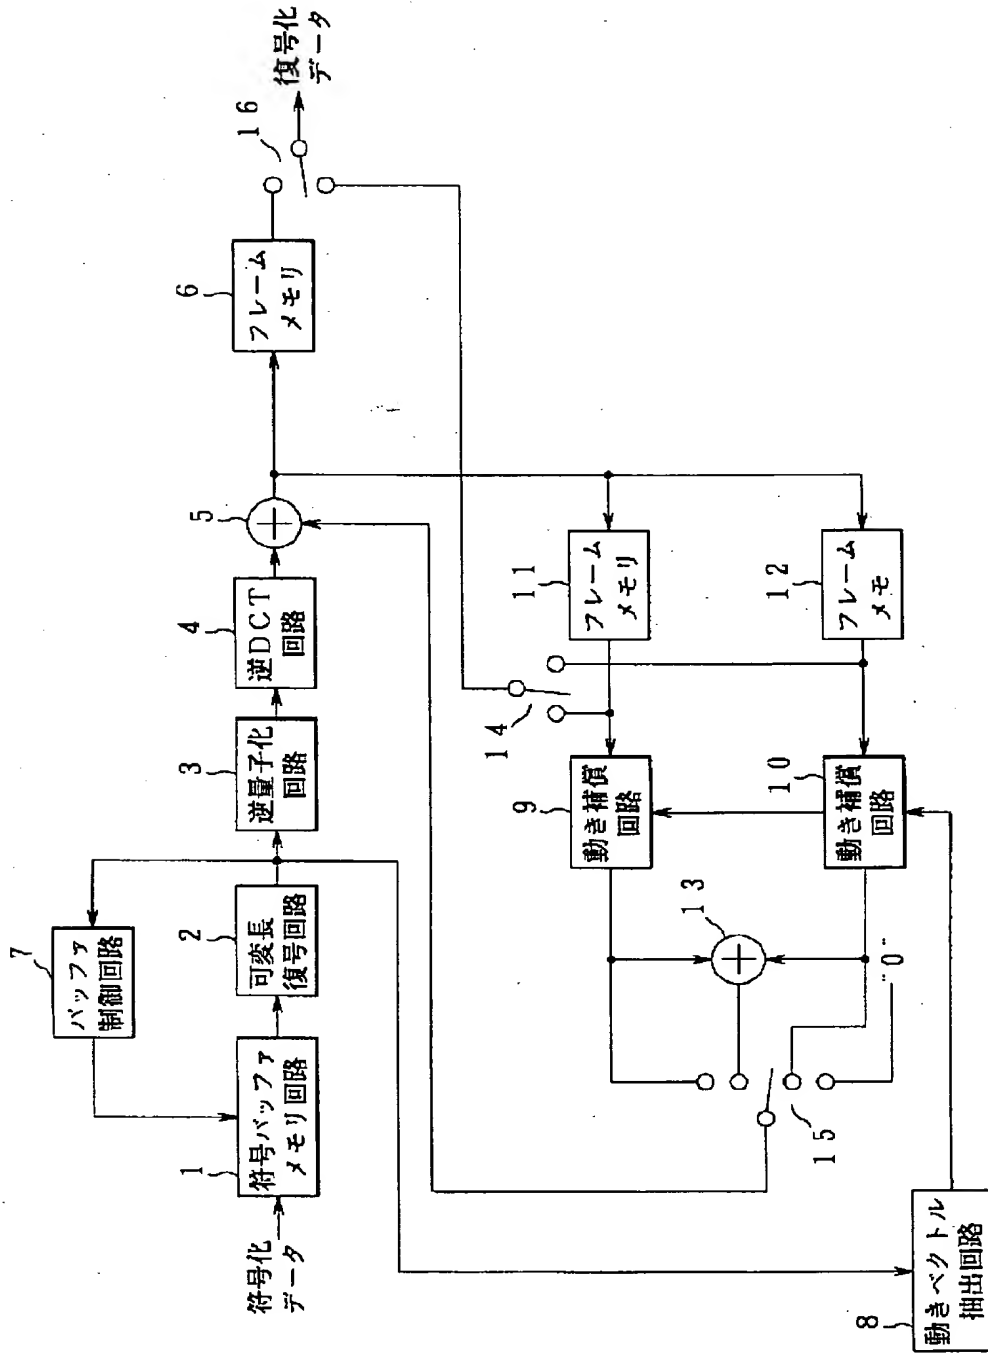 符号化
データ
1
符号バッファ
メモリ回路
7
バッファ
制御回路
2
可変長
復号回路
3
逆量子化
回路
4
逆DCT
回路
5
6
フレーム
メモリ
16
復号化
データ
8
動きベクトル
抽出回路
15
"0"
13
9
動き補償
回路
10
動き補償
回路
14
11
フレーム
メモリ
12
フレーム
メモ